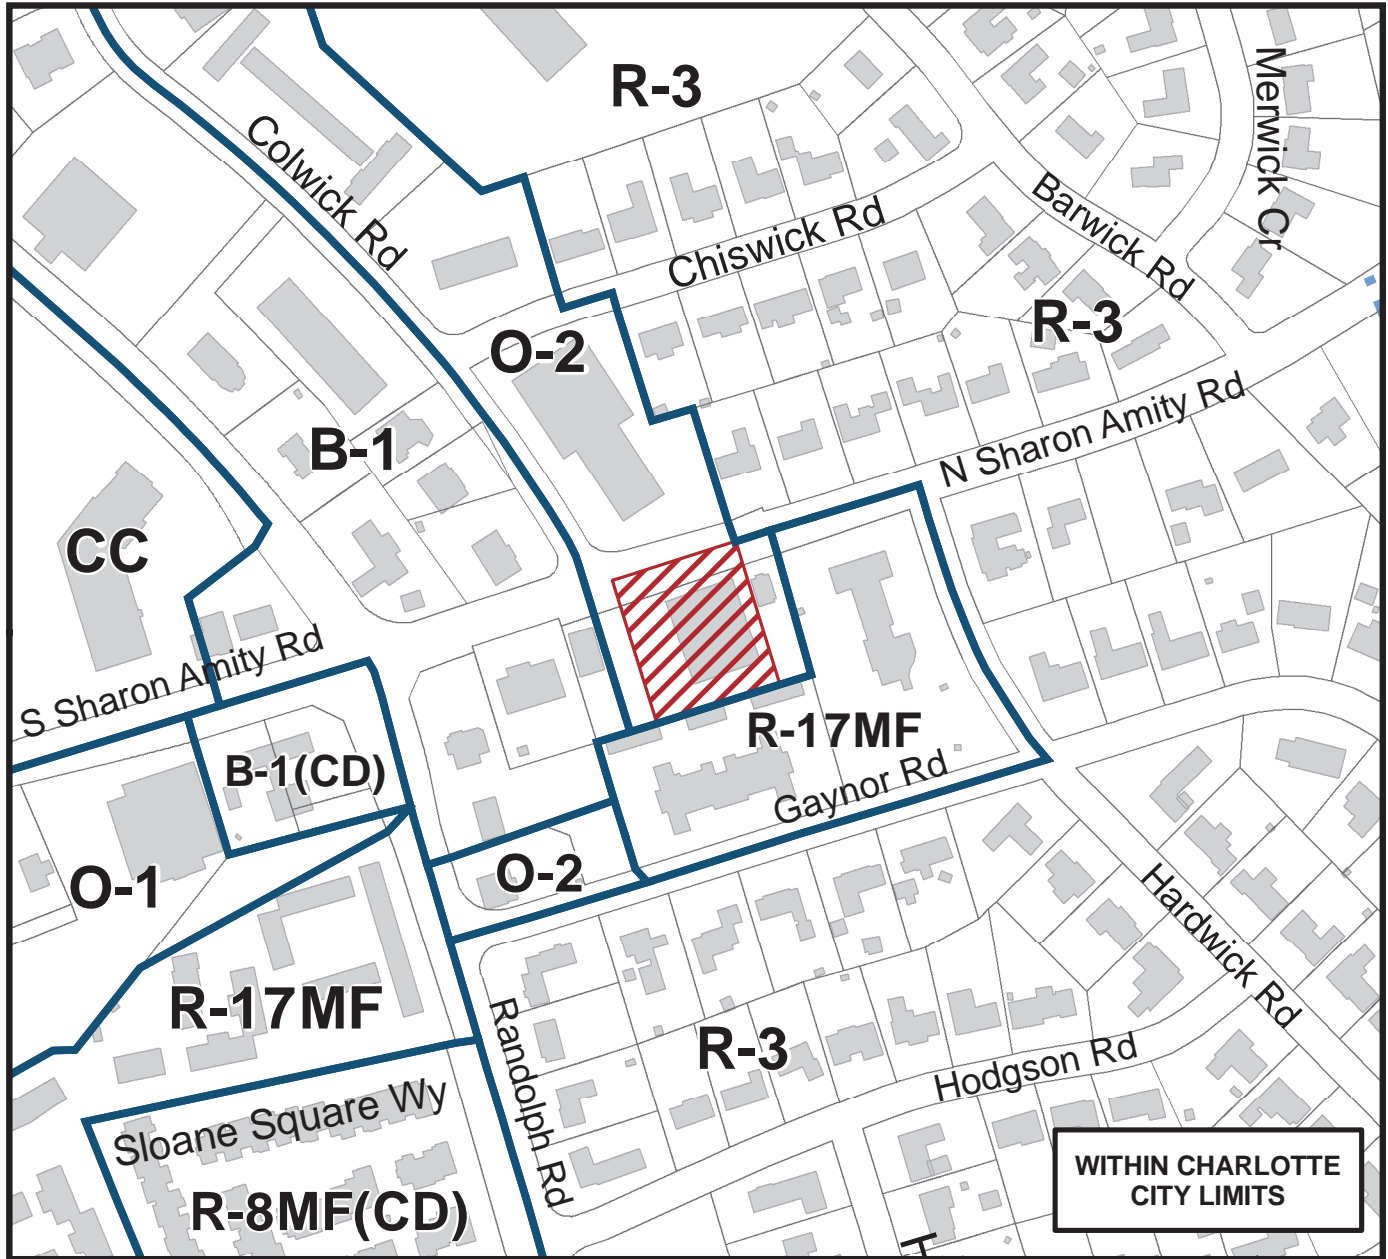 R-3
Merwick Cr
Colwick Rd
Barwick Rd
Chiswick Rd
R-3
O-2
N Sharon Amity Rd
B-1
CC
S Sharon Amity Rd
R-17MF
B-1(CD)
Gaynor Rd
O-2
O-1
Hardwick Rd
R-17MF
Randolph Rd
R-3
Hodgson Rd
Sloane Square Wy
R-8MF(CD)
WITHIN CHARLOTTE
CITY LIMITS